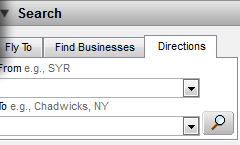 Search
Fly To Find Businesses Directions
From e.g., SYR
To e.g., Chadwicks, NY